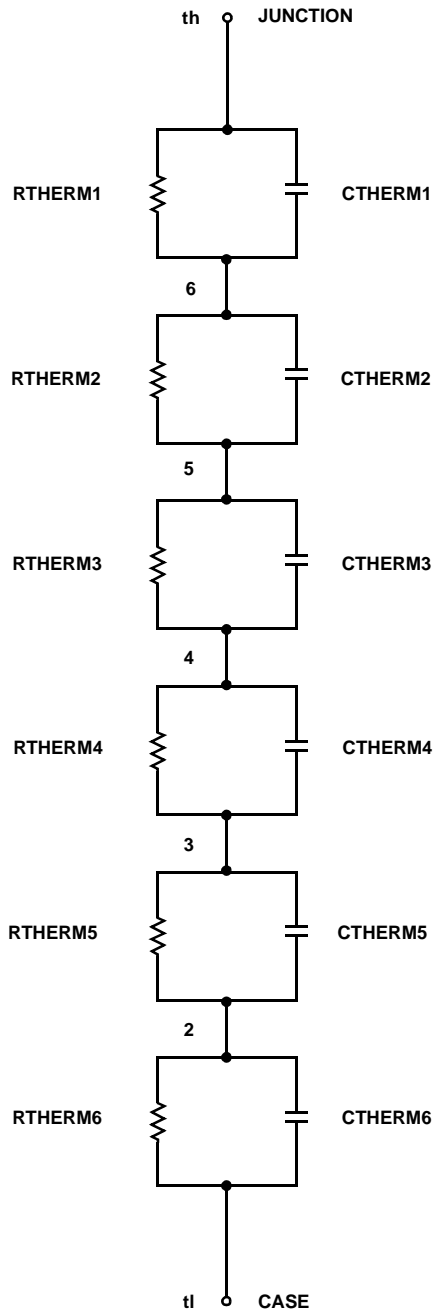 th JUNCTION
RTHERM1 CTHERM1
6
RTHERM2 CTHERM2
5
RTHERM3 CTHERM3
4
RTHERM4 CTHERM4
3
RTHERM5 CTHERM5
2
RTHERM6 CTHERM6
tl CASE